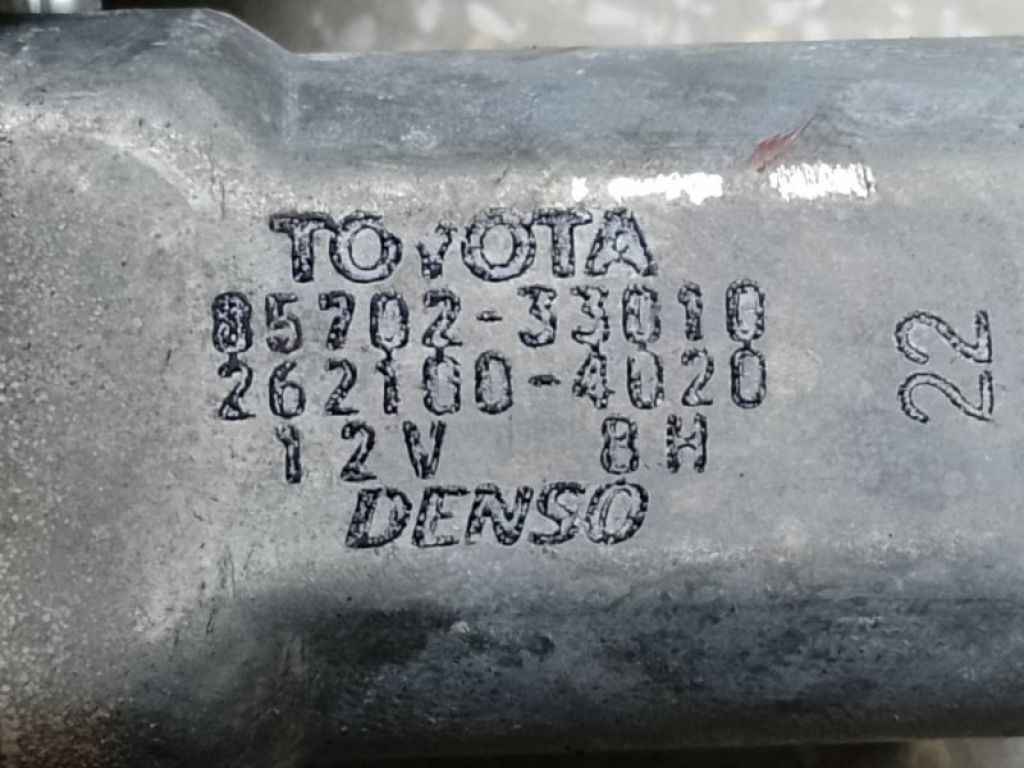 TOYOTA
85702-33010
262100-4020
12V 8H
DENSO
22